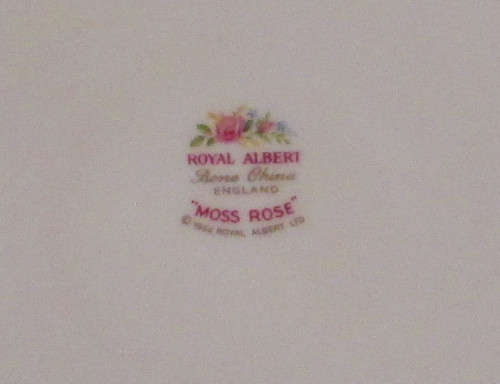 ROYAL ALBERT
Bone China
ENGLAND
"MOSS ROSE"
© ROYAL ALBERT LTD